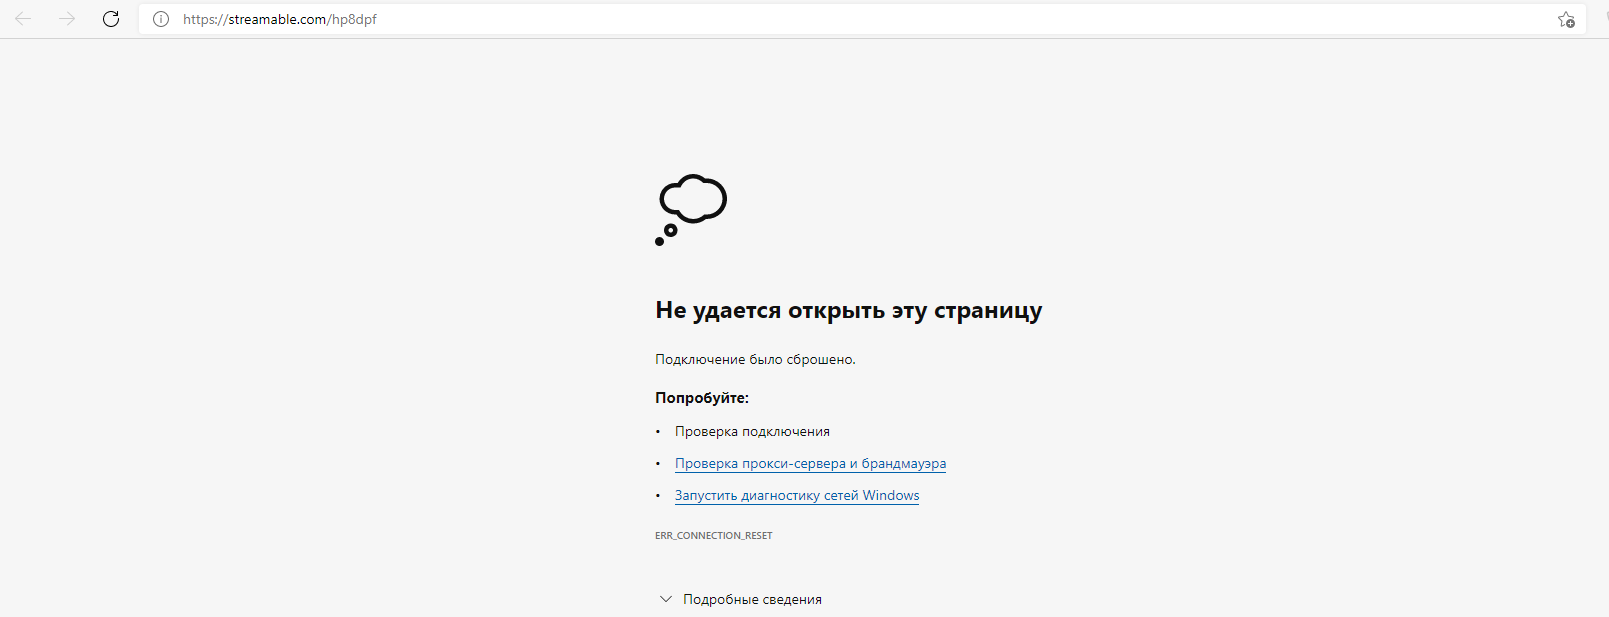 https://streamable.com/hp8dpf
Не удается открыть эту страницу
Подключение было сброшено.
Попробуйте:
• Проверка подключения
• Проверка прокси-сервера и брандмауэра
• Запустить диагностику сетей Windows
ERR_CONNECTION_RESET
Подробные сведения